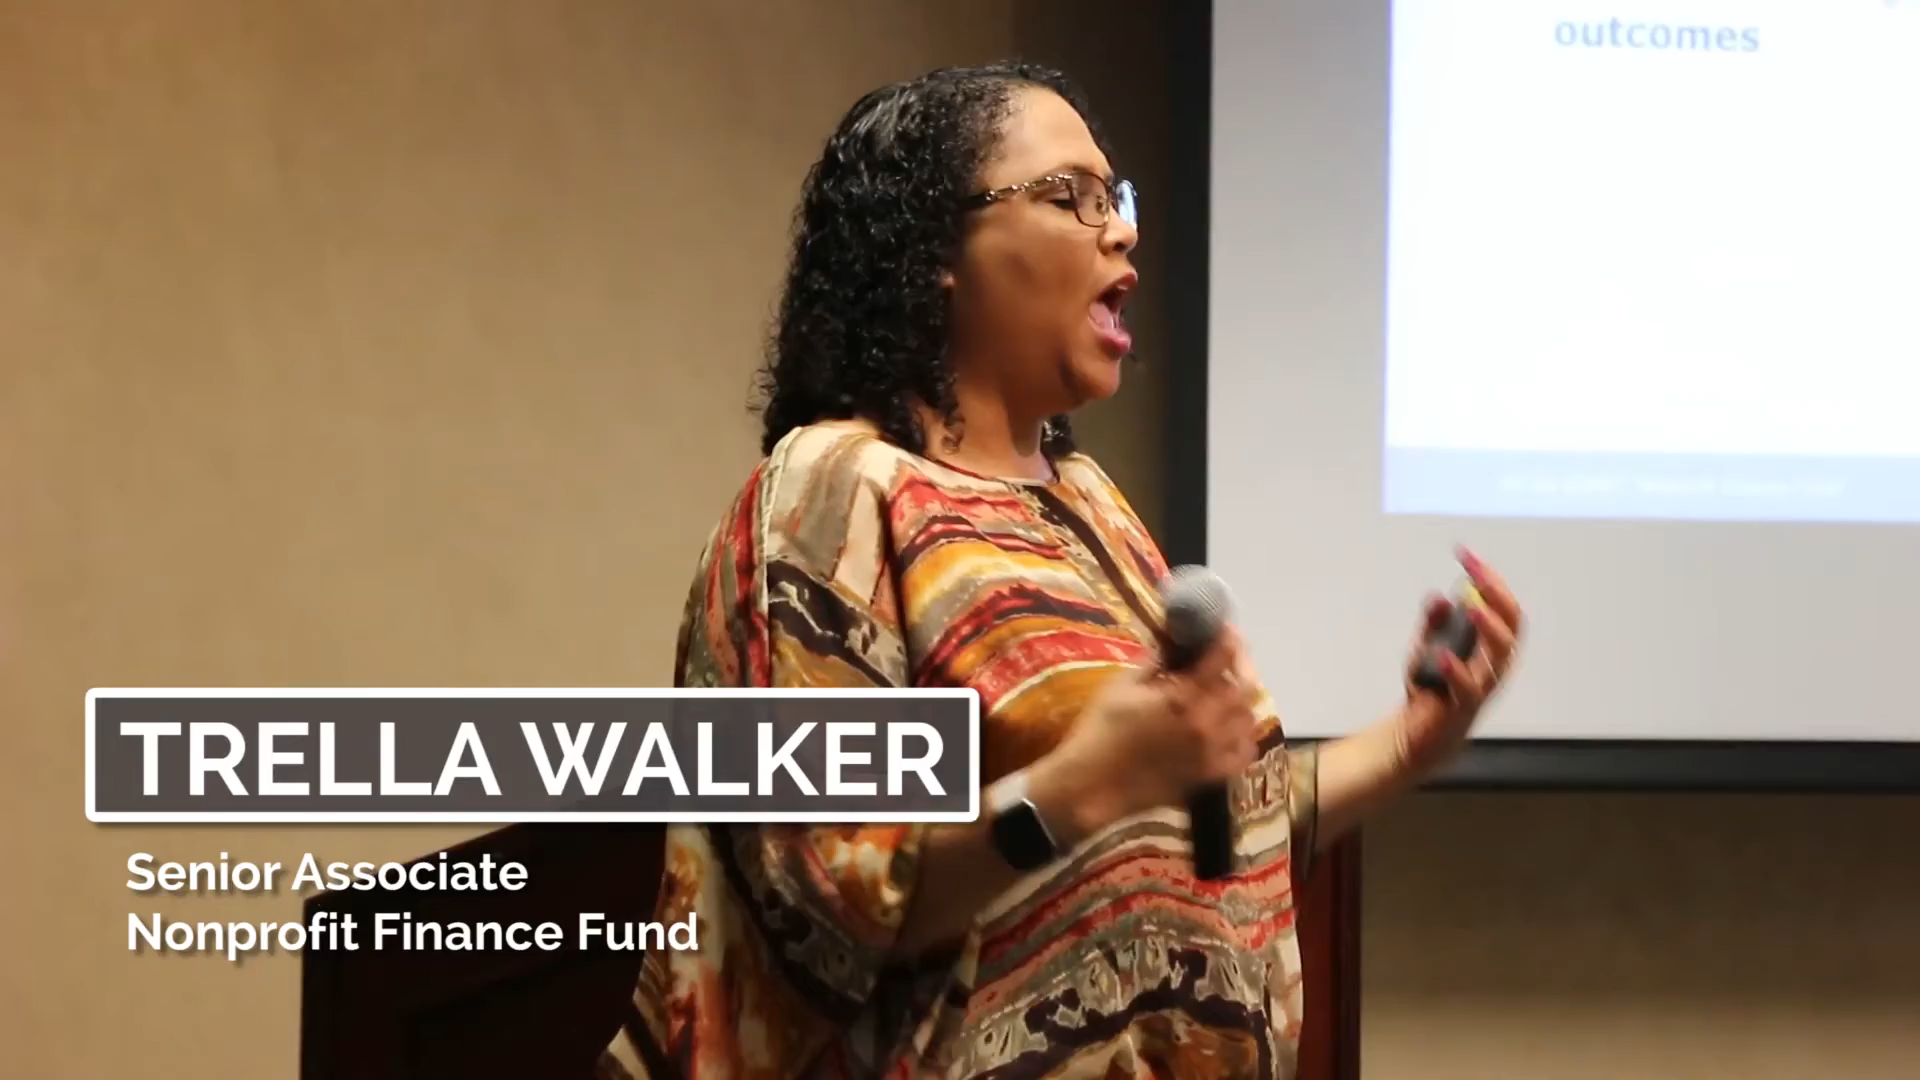 outcomes
TRELLA WALKER
Senior Associate
Nonprofit Finance Fund